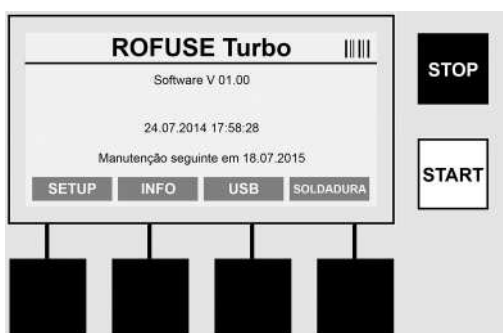 ROFUSE Turbo
Software V 01.00
24.07.2014 17:58:28
Manutenção seguinte em 18.07.2015
SETUP INFO USB SOLDADURA
STOP
START